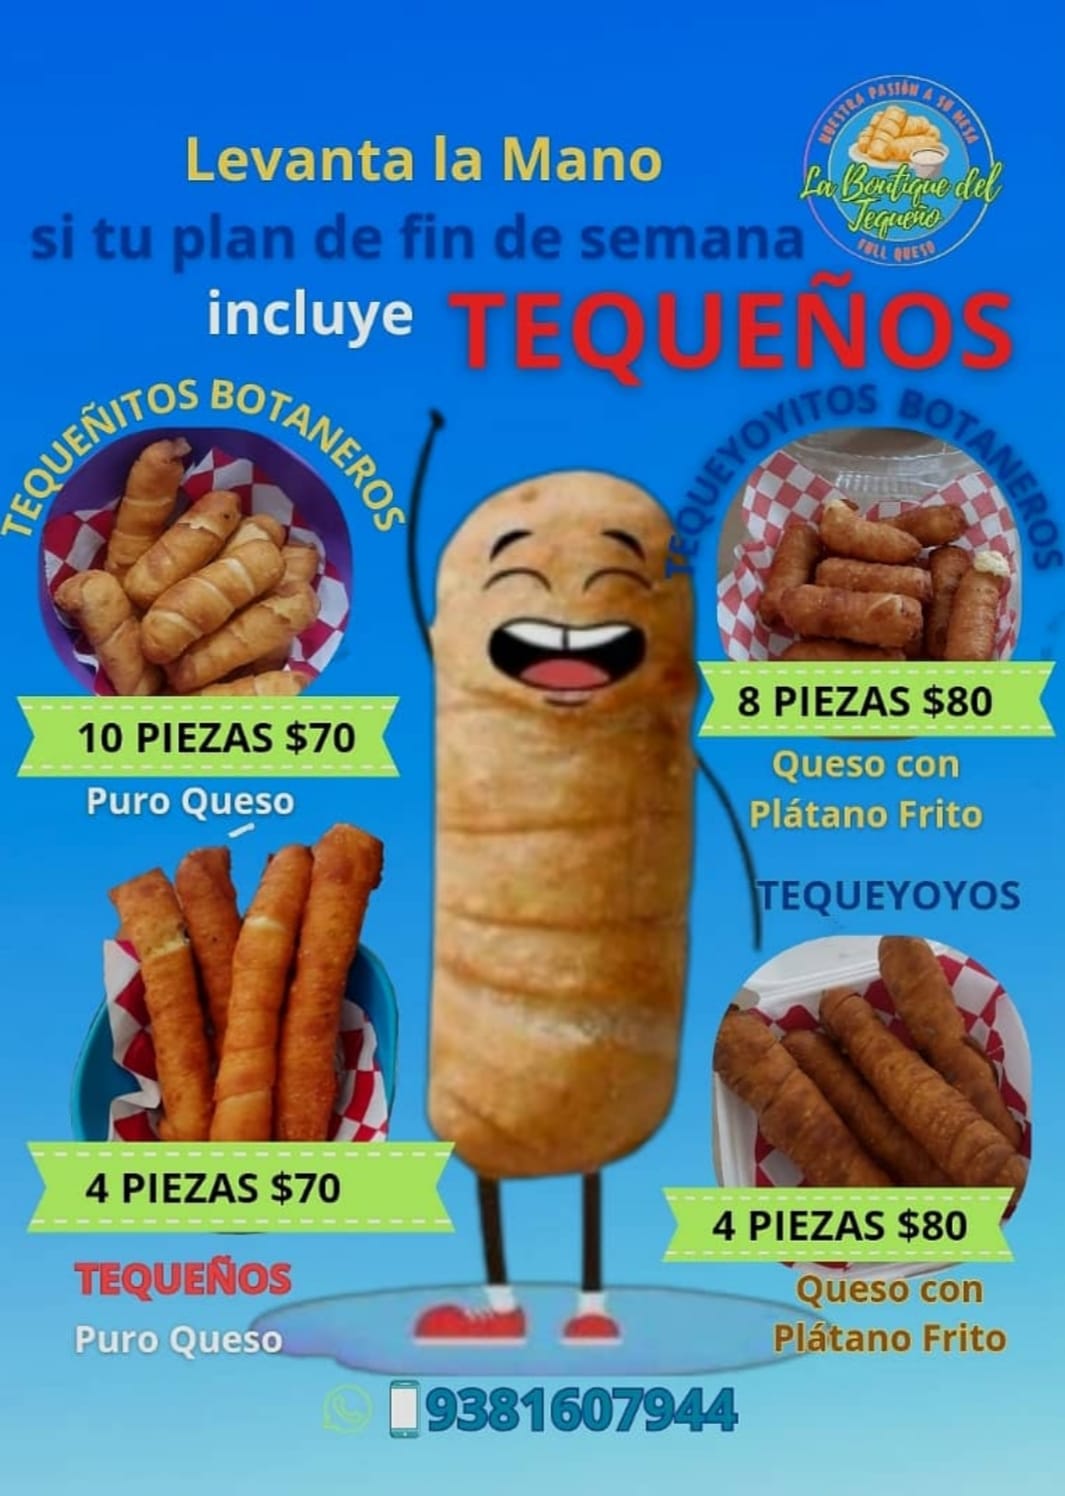 NUESTRA PASIÓN A SU MESA
La Boutique del
Tequeño
FULL QUESO
Levanta la Mano
si tu plan de fin de semana
incluye TEQUEÑOS
TEQUEÑITOS BOTANEROS
10 PIEZAS $70
Puro Queso
TEQUEYOYITOS BOTANEROS
8 PIEZAS $80
Queso con
Plátano Frito
4 PIEZAS $70
TEQUEÑOS
Puro Queso
TEQUEYOYOS
4 PIEZAS $80
Queso con
Plátano Frito
9381607944